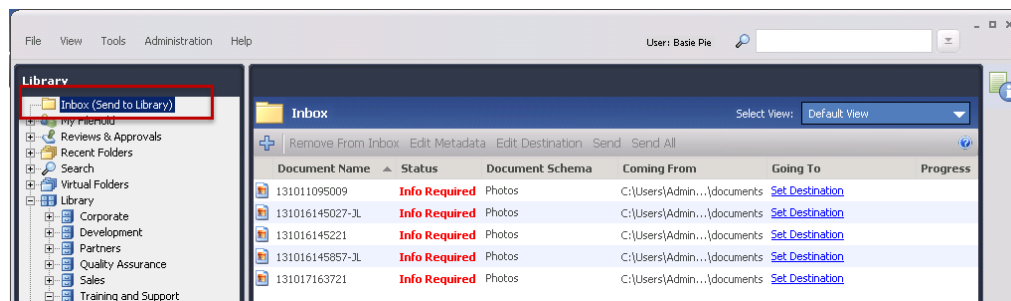 File View Tools Administration Help User: Basie Pie
Library
Inbox (Send to Library)
My FileHold
Reviews & Approvals
Recent Folders
Search
Virtual Folders
Library
Corporate
Development
Partners
Quality Assurance
Sales
Training and Support
Inbox Select View: Default View
Remove From Inbox Edit Metadata Edit Destination Send Send All
Document Name Status Document Schema Coming From Going To Progress
131011095009 Info Required Photos C:\Users\Admin...\documents Set Destination
131016145027-JL Info Required Photos C:\Users\Admin...\documents Set Destination
131016145221 Info Required Photos C:\Users\Admin...\documents Set Destination
131016145857-JL Info Required Photos C:\Users\Admin...\documents Set Destination
131017163721 Info Required Photos C:\Users\Admin...\documents Set Destination